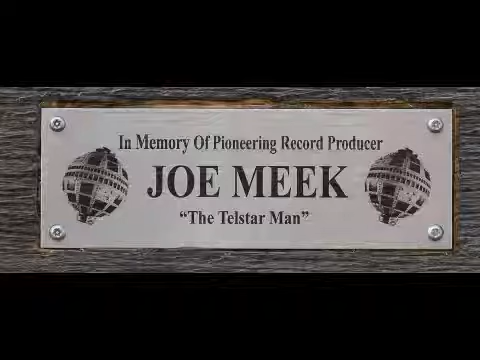 In Memory Of Pioneering Record Producer
JOE MEEK
“The Telstar Man”